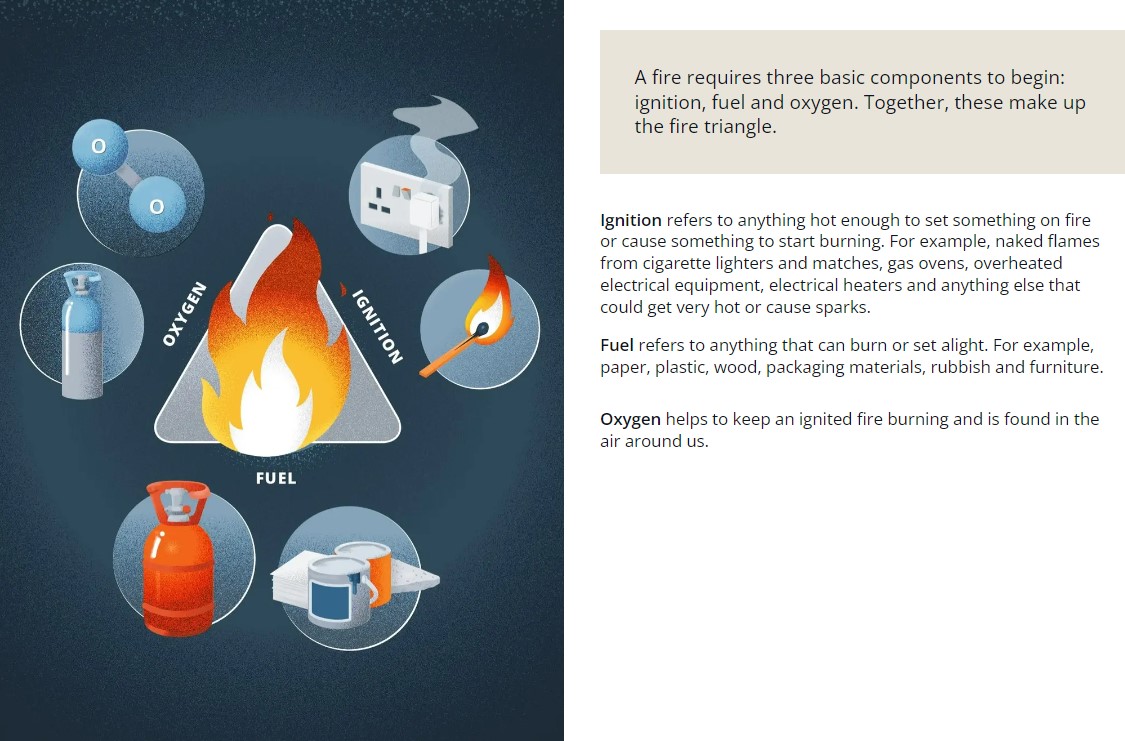 O
O
OXYGEN
IGNITION
FUEL
A fire requires three basic components to begin:
ignition, fuel and oxygen. Together, these make up
the fire triangle.
Ignition refers to anything hot enough to set something on fire
or cause something to start burning. For example, naked flames
from cigarette lighters and matches, gas ovens, overheated
electrical equipment, electrical heaters and anything else that
could get very hot or cause sparks.
Fuel refers to anything that can burn or set alight. For example,
paper, plastic, wood, packaging materials, rubbish and furniture.
Oxygen helps to keep an ignited fire burning and is found in the
air around us.